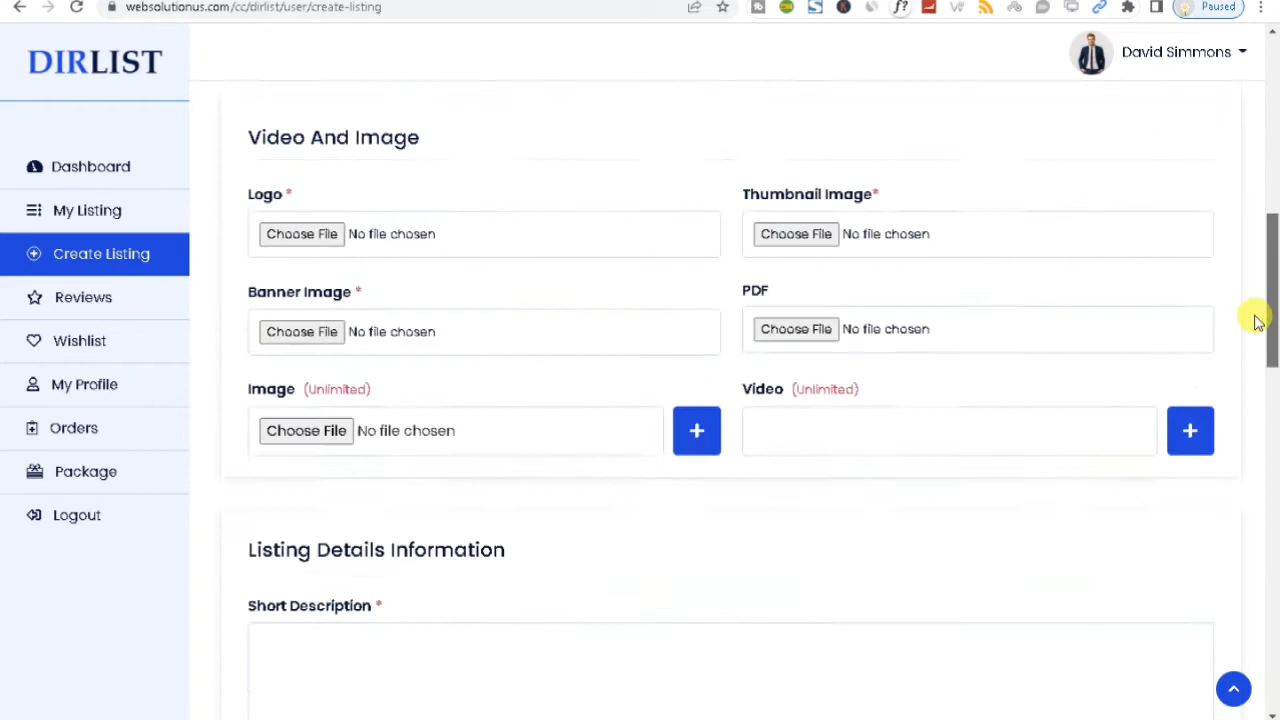 websolutionus.com/cc/dirlist/user/create-listing
Paused
DIRLIST
David Simmons
Dashboard
My Listing
Create Listing
Reviews
Wishlist
My Profile
Orders
Package
Logout
Video And Image
Logo *
Thumbnail Image*
Choose File No file chosen
Choose File No file chosen
Banner Image *
PDF
Choose File No file chosen
Choose File No file chosen
Image (Unlimited)
Video (Unlimited)
Choose File No file chosen
+
+
Listing Details Information
Short Description *